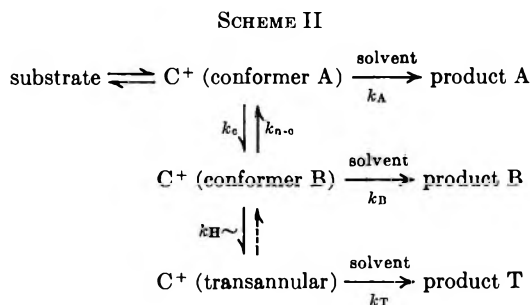 SCHEME II
solvent
substrate ⇌ C+ (conformer A) → product A
kA
kc kn-c
solvent
C+ (conformer B) → product B
kB
kH~
solvent
C+ (transannular) → product T
kT